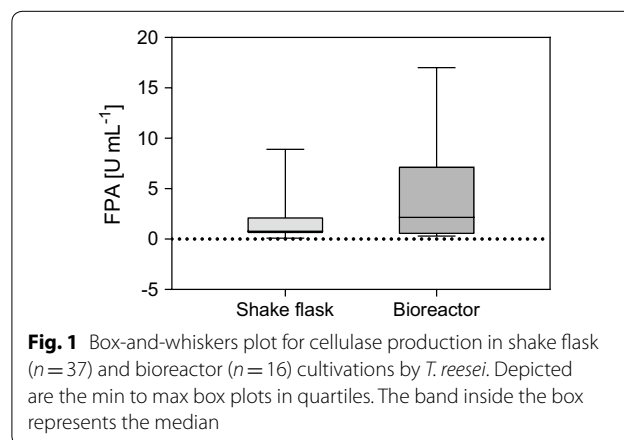 20
15
10
5
0
-5
FPA [U mL⁻¹]
Shake flask Bioreactor
Fig. 1 Box-and-whiskers plot for cellulase production in shake flask
(n = 37) and bioreactor (n = 16) cultivations by T. reesei. Depicted
are the min to max box plots in quartiles. The band inside the box
represents the median